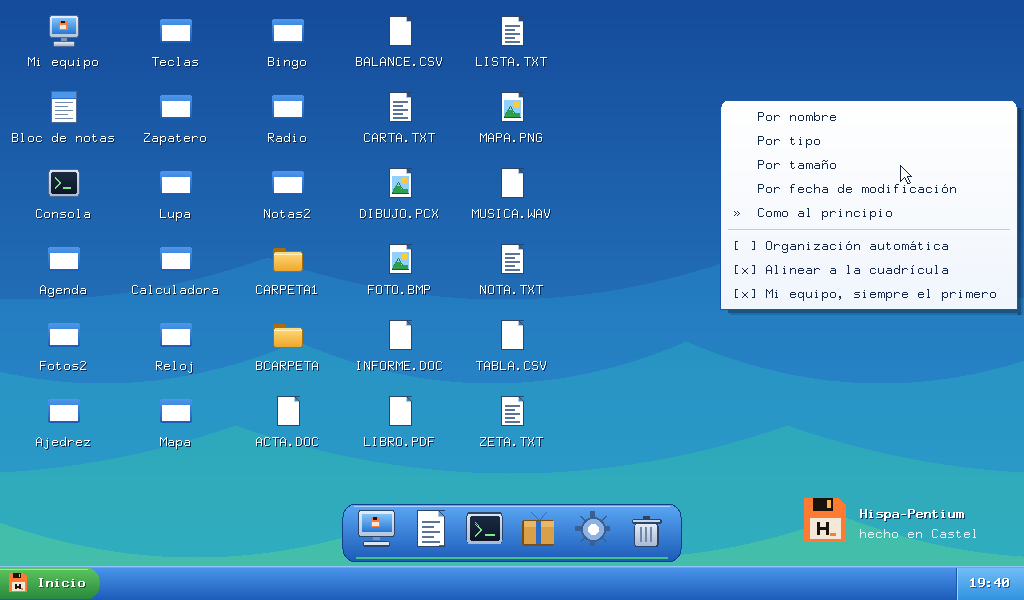 Mi equipo
Teclas
Bingo
BALANCE.CSV
LISTA.TXT
Bloc de notas
Zapatero
Radio
CARTA.TXT
MAPA.PNG
Consola
Lupa
Notas2
DIBUJO.PCX
MUSICA.WAV
Agenda
Calculadora
CARPETA1
FOTO.BMP
NOTA.TXT
Fotos2
Reloj
BCARPETA
INFORME.DOC
TABLA.CSV
Ajedrez
Mapa
ACTA.DOC
LIBRO.PDF
ZETA.TXT
Por nombre
Por tipo
Por tamaño
Por fecha de modificación
» Como al principio
[ ] Organización automática
[x] Alinear a la cuadrícula
[x] Mi equipo, siempre el primero
H_
Hispa-Pentium
hecho en Castel
Inicio
19:40